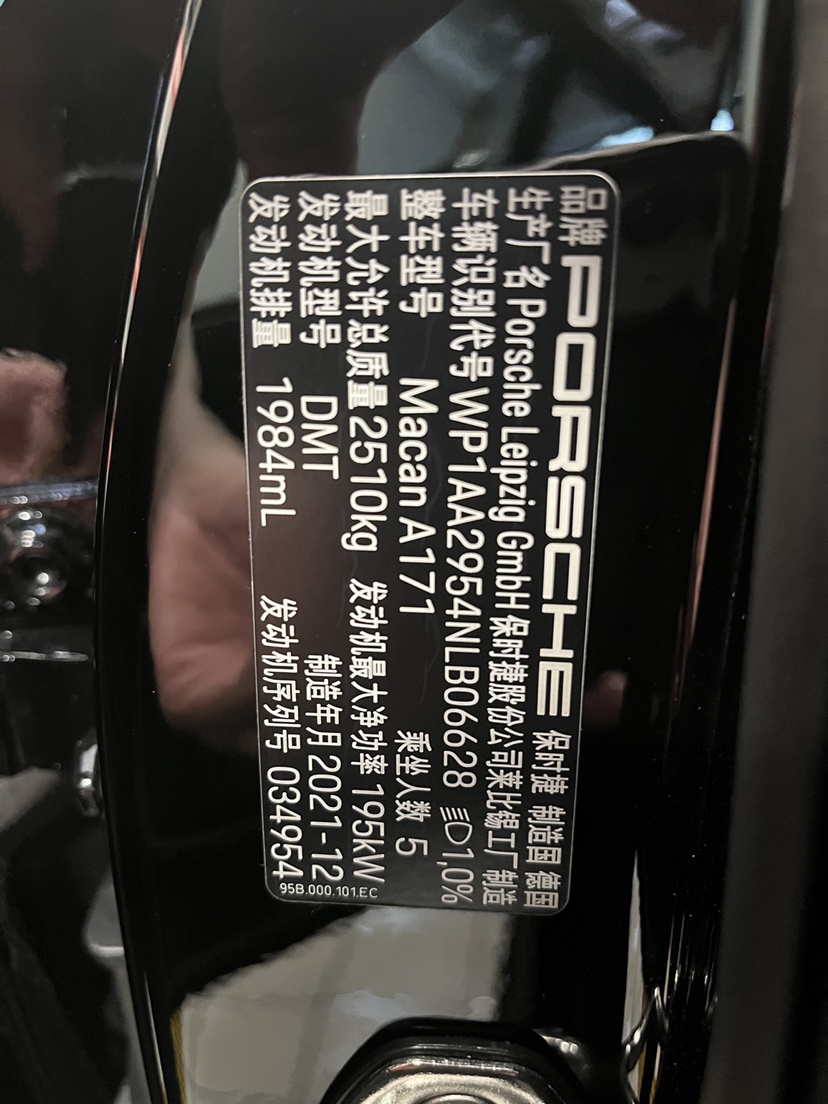 品牌 PORSCHE 保时捷 制造国 德国
生产厂名 Porsche Leipzig GmbH 保时捷股份公司莱比锡工厂 制造
车辆识别代号 WP1AA2954NLB06628 1,0%
整车型号 Macan A171 乘坐人数 5
最大允许总质量 2510kg 发动机最大净功率 195kW
发动机型号 DMT 制造年月 2021-12
发动机排量 1984mL 发动机序列号 034954
95B.000.101.EC